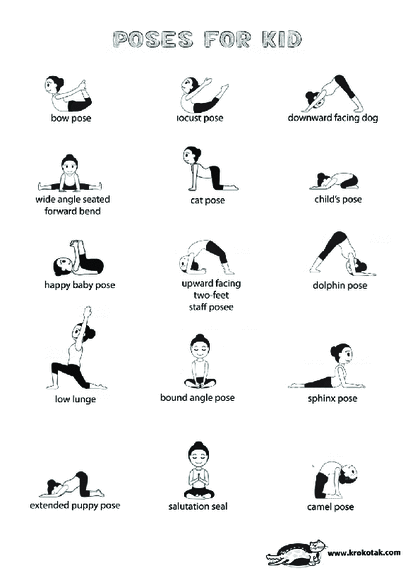 POSES FOR KID
bow pose
locust pose
downward facing dog
wide angle seated
forward bend
cat pose
child's pose
happy baby pose
upward facing
two-feet
staff posee
dolphin pose
low lunge
bound angle pose
sphinx pose
extended puppy pose
salutation seal
camel pose
www.krokotak.com